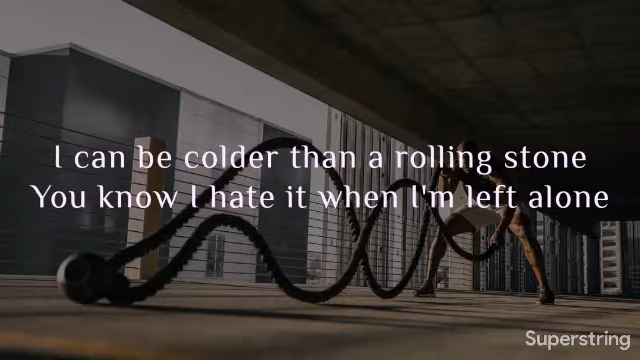 I can be colder than a rolling stone
You know I hate it when I'm left alone
Superstring